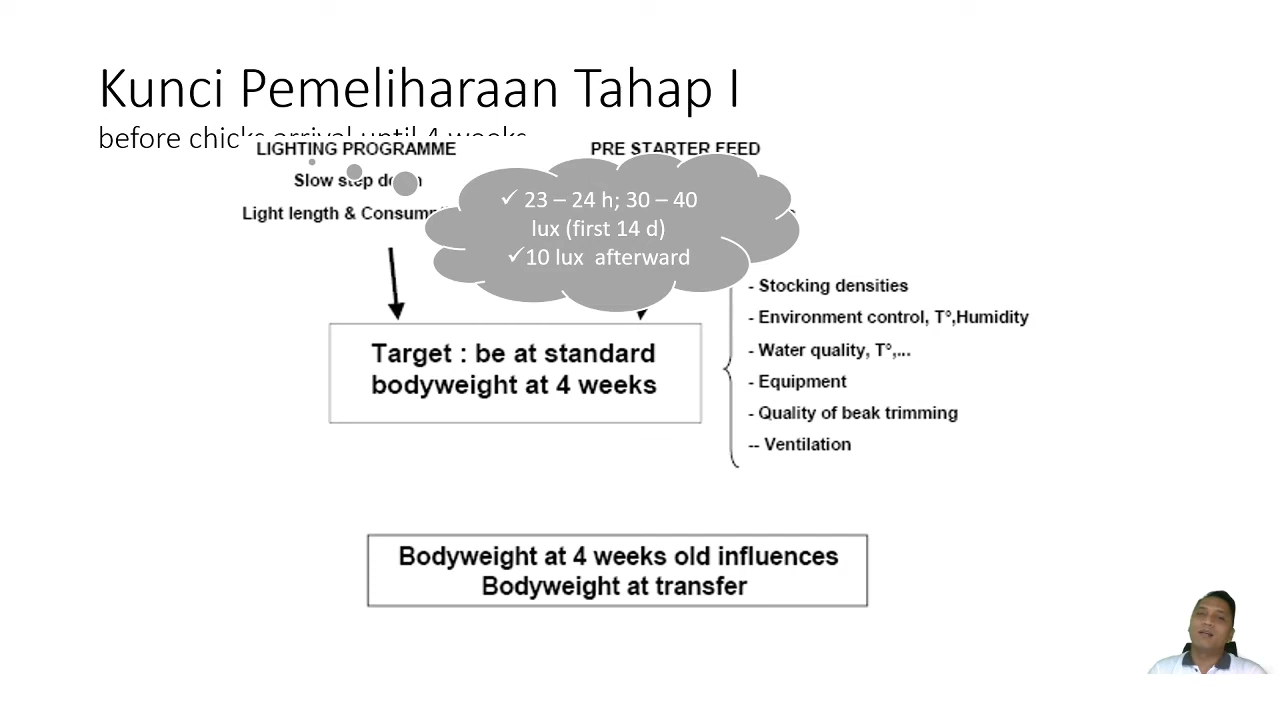 Kunci Pemeliharaan Tahap I
before chicks arrival until 4 weeks
LIGHTING PROGRAMME
Slow step down
Light length &
PRE STARTER FEED
✓ 23 – 24 h; 30 – 40
lux (first 14 d)
✓10 lux afterward
Target : be at standard
bodyweight at 4 weeks
- Stocking densities
- Environment control, T°,Humidity
- Water quality, T°,...
- Equipment
- Quality of beak trimming
-- Ventilation
Bodyweight at 4 weeks old influences
Bodyweight at transfer